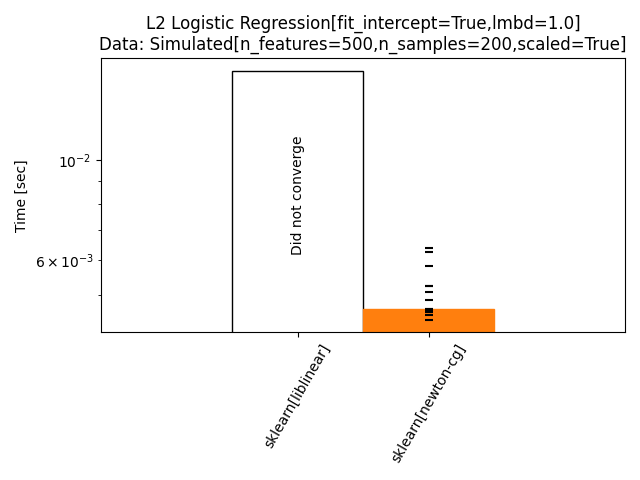 L2 Logistic Regression[fit_intercept=True,lmbd=1.0]
Data: Simulated[n_features=500,n_samples=200,scaled=True]
Time [sec]
10⁻²
6 × 10⁻³
Did not converge
sklearn[liblinear]
sklearn[newton-cg]